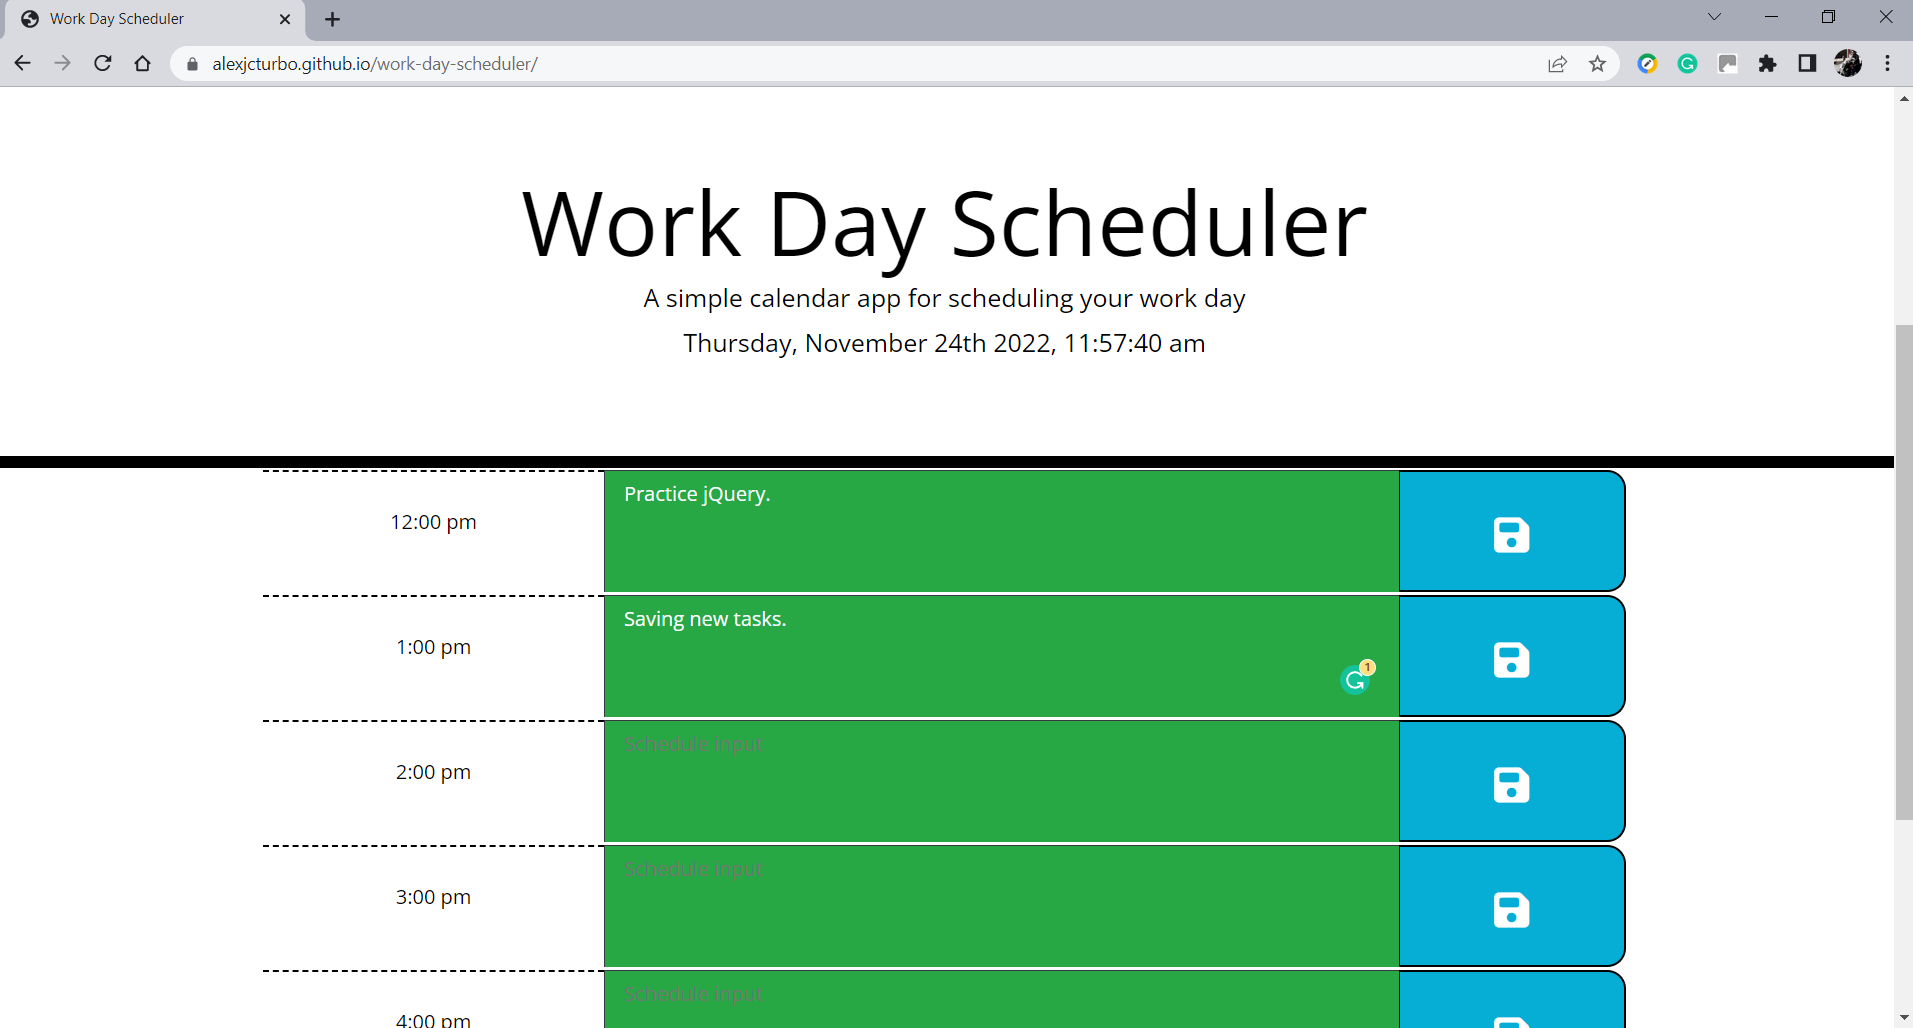 Work Day Scheduler
alexjcturbo.github.io/work-day-scheduler/
Work Day Scheduler
A simple calendar app for scheduling your work day
Thursday, November 24th 2022, 11:57:40 am
12:00 pm
Practice jQuery.
1:00 pm
Saving new tasks.
1
2:00 pm
Schedule input
3:00 pm
Schedule input
4:00 pm
Schedule input